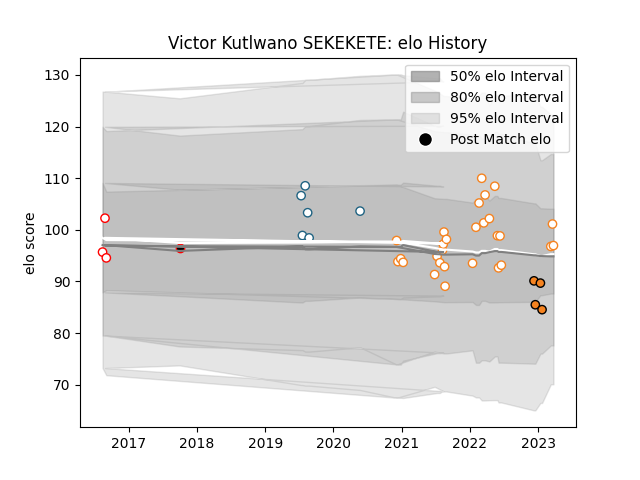 Victor Kutlwano SEKEKETE: elo History
50% elo Interval
80% elo Interval
95% elo Interval
Post Match elo
elo score
130
120
110
100
90
80
70
2017 2018 2019 2020 2021 2022 2023